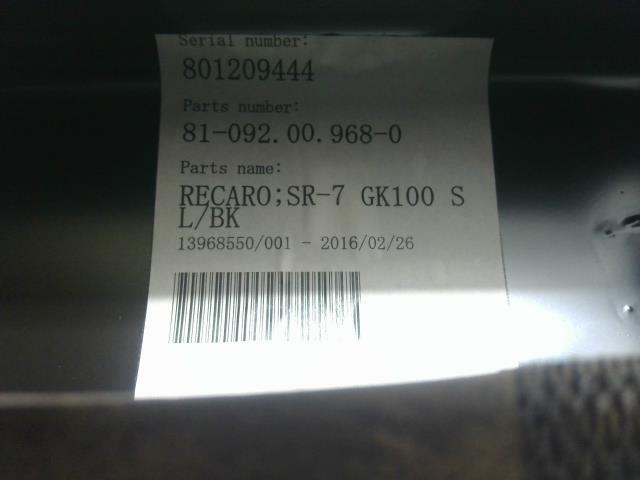 Serial number:
801209444
Parts number:
81-092.00.968-0
Parts name:
RECARO;SR-7 GK100 S
L/BK
13968550/001 - 2016/02/26